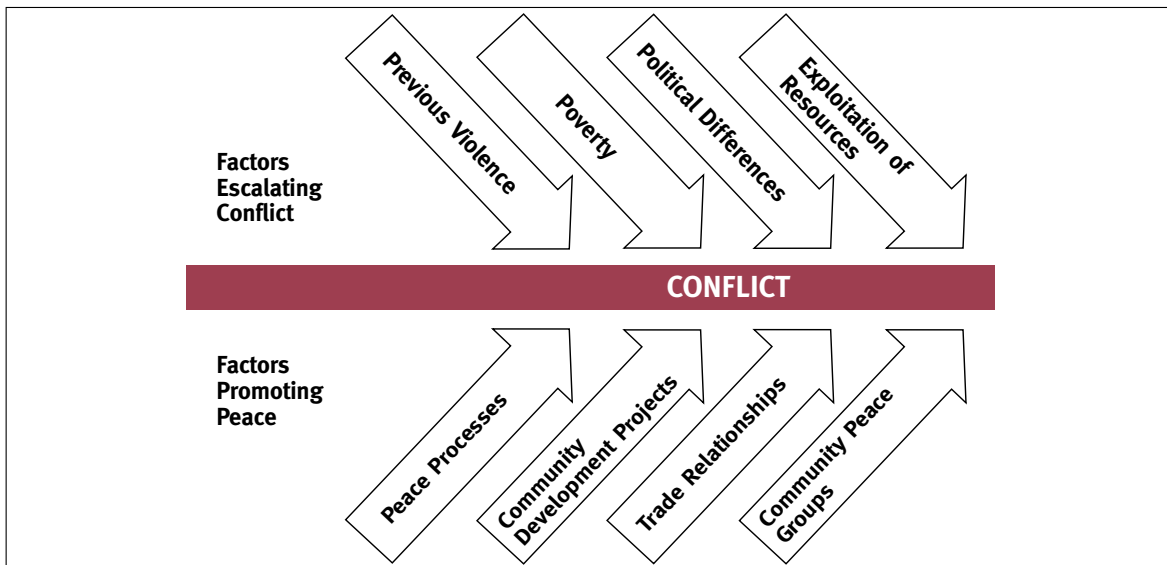 Previous Violence
Poverty
Political Differences
Exploitation of
Resources
Factors
Escalating
Conflict
CONFLICT
Factors
Promoting
Peace
Peace Processes
Community
Development Projects
Trade Relationships
Community Peace
Groups